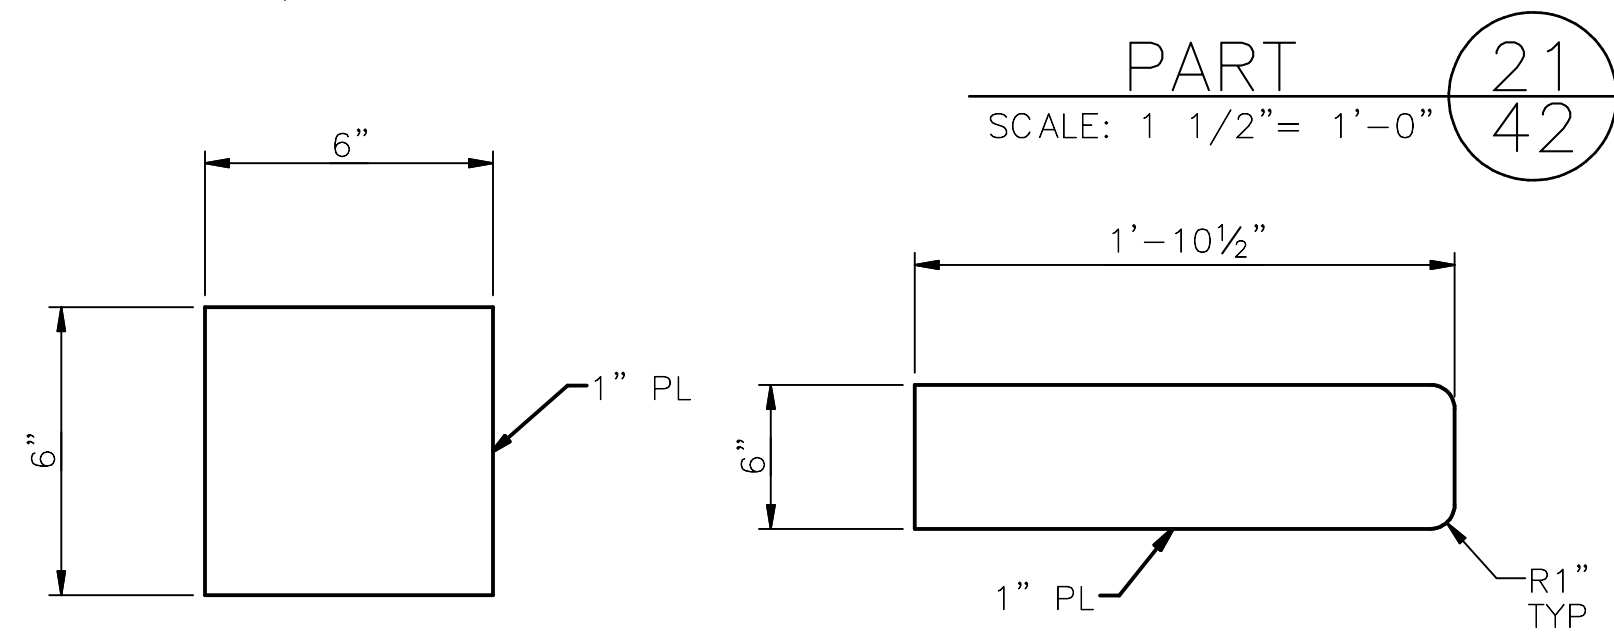 PART
21
SCALE: 1 1/2”= 1’-0”
42
6”
1’-10½”
1” PL
6”
6”
1” PL
R1”
TYP